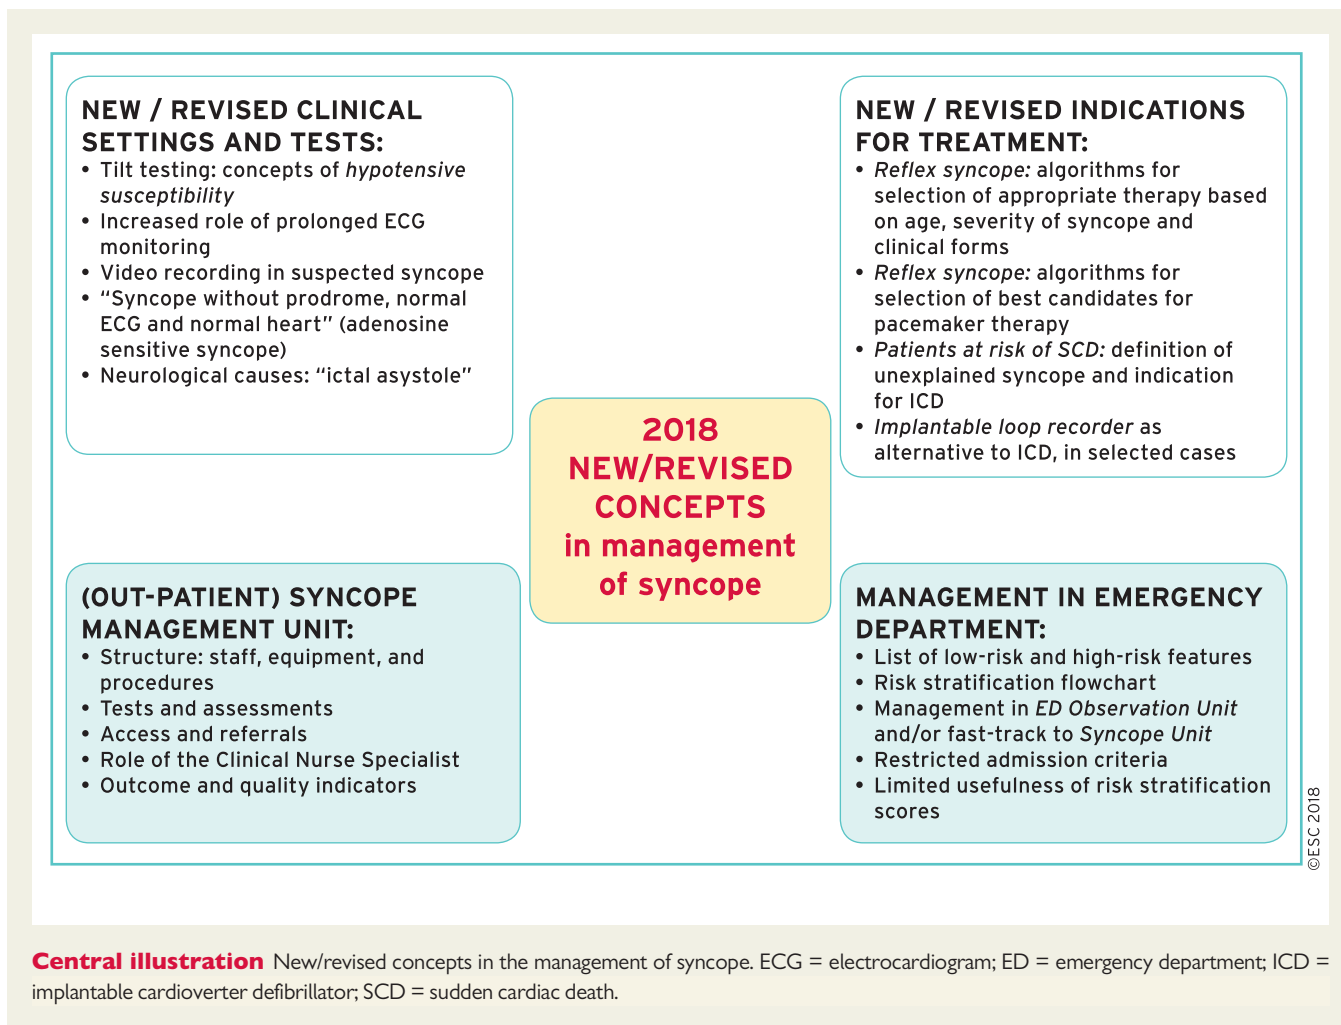 NEW / REVISED CLINICAL
SETTINGS AND TESTS:
• Tilt testing: concepts of hypotensive
susceptibility
• Increased role of prolonged ECG
monitoring
• Video recording in suspected syncope
• “Syncope without prodrome, normal
ECG and normal heart” (adenosine
sensitive syncope)
• Neurological causes: “ictal asystole”
NEW / REVISED INDICATIONS
FOR TREATMENT:
• Reflex syncope: algorithms for
selection of appropriate therapy based
on age, severity of syncope and
clinical forms
• Reflex syncope: algorithms for
selection of best candidates for
pacemaker therapy
• Patients at risk of SCD: definition of
unexplained syncope and indication
for ICD
• Implantable loop recorder as
alternative to ICD, in selected cases
2018
NEW/REVISED
CONCEPTS
in management
of syncope
(OUT-PATIENT) SYNCOPE
MANAGEMENT UNIT:
• Structure: staff, equipment, and
procedures
• Tests and assessments
• Access and referrals
• Role of the Clinical Nurse Specialist
• Outcome and quality indicators
MANAGEMENT IN EMERGENCY
DEPARTMENT:
• List of low-risk and high-risk features
• Risk stratification flowchart
• Management in ED Observation Unit
and/or fast-track to Syncope Unit
• Restricted admission criteria
• Limited usefulness of risk stratification
scores
©ESC 2018
Central illustration New/revised concepts in the management of syncope. ECG = electrocardiogram; ED = emergency department; ICD =
implantable cardioverter defibrillator; SCD = sudden cardiac death.